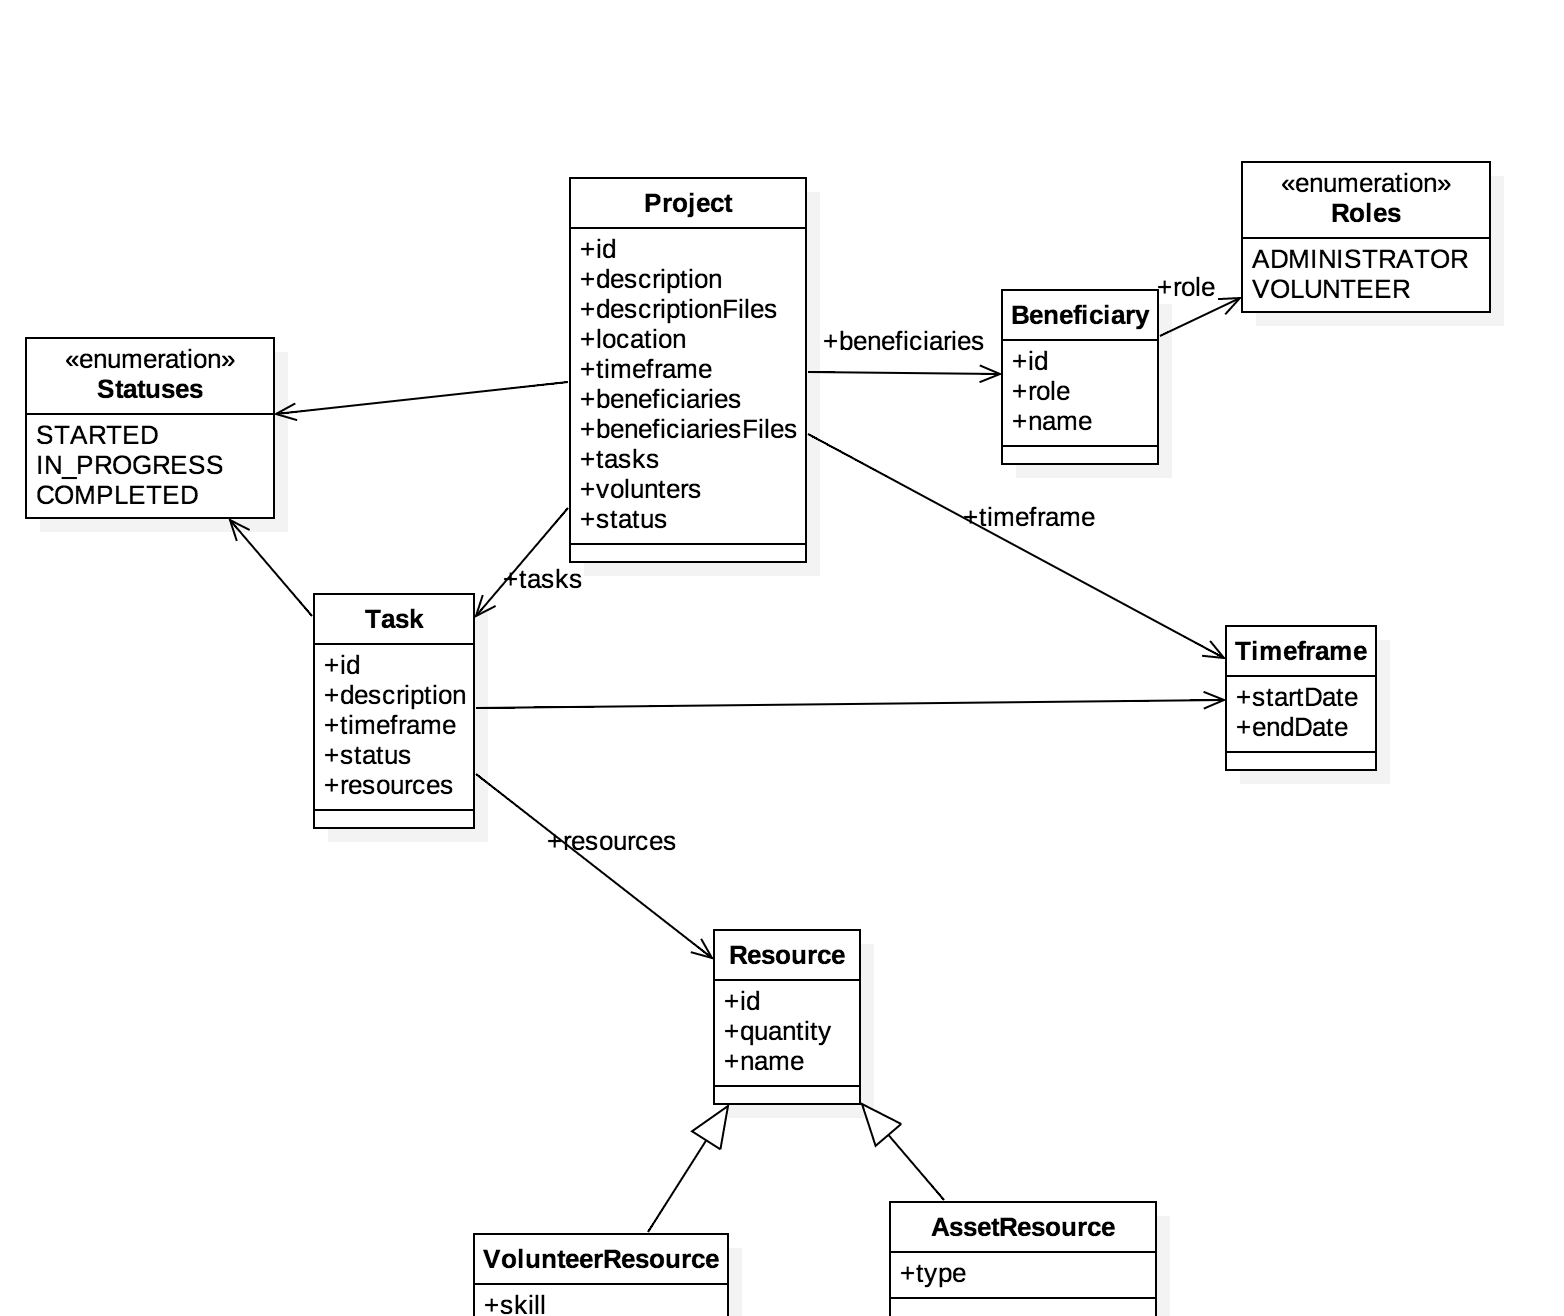 Project
+id
+description
+descriptionFiles
+location
+timeframe
+beneficiaries
+beneficiariesFiles
+tasks
+volunters
+status
«enumeration»
Roles
ADMINISTRATOR
VOLUNTEER
+role
Beneficiary
+id
+role
+name
+beneficiaries
«enumeration»
Statuses
STARTED
IN_PROGRESS
COMPLETED
+timeframe
+tasks
Task
+id
+description
+timeframe
+status
+resources
Timeframe
+startDate
+endDate
+resources
Resource
+id
+quantity
+name
VolunteerResource
+skill
AssetResource
+type